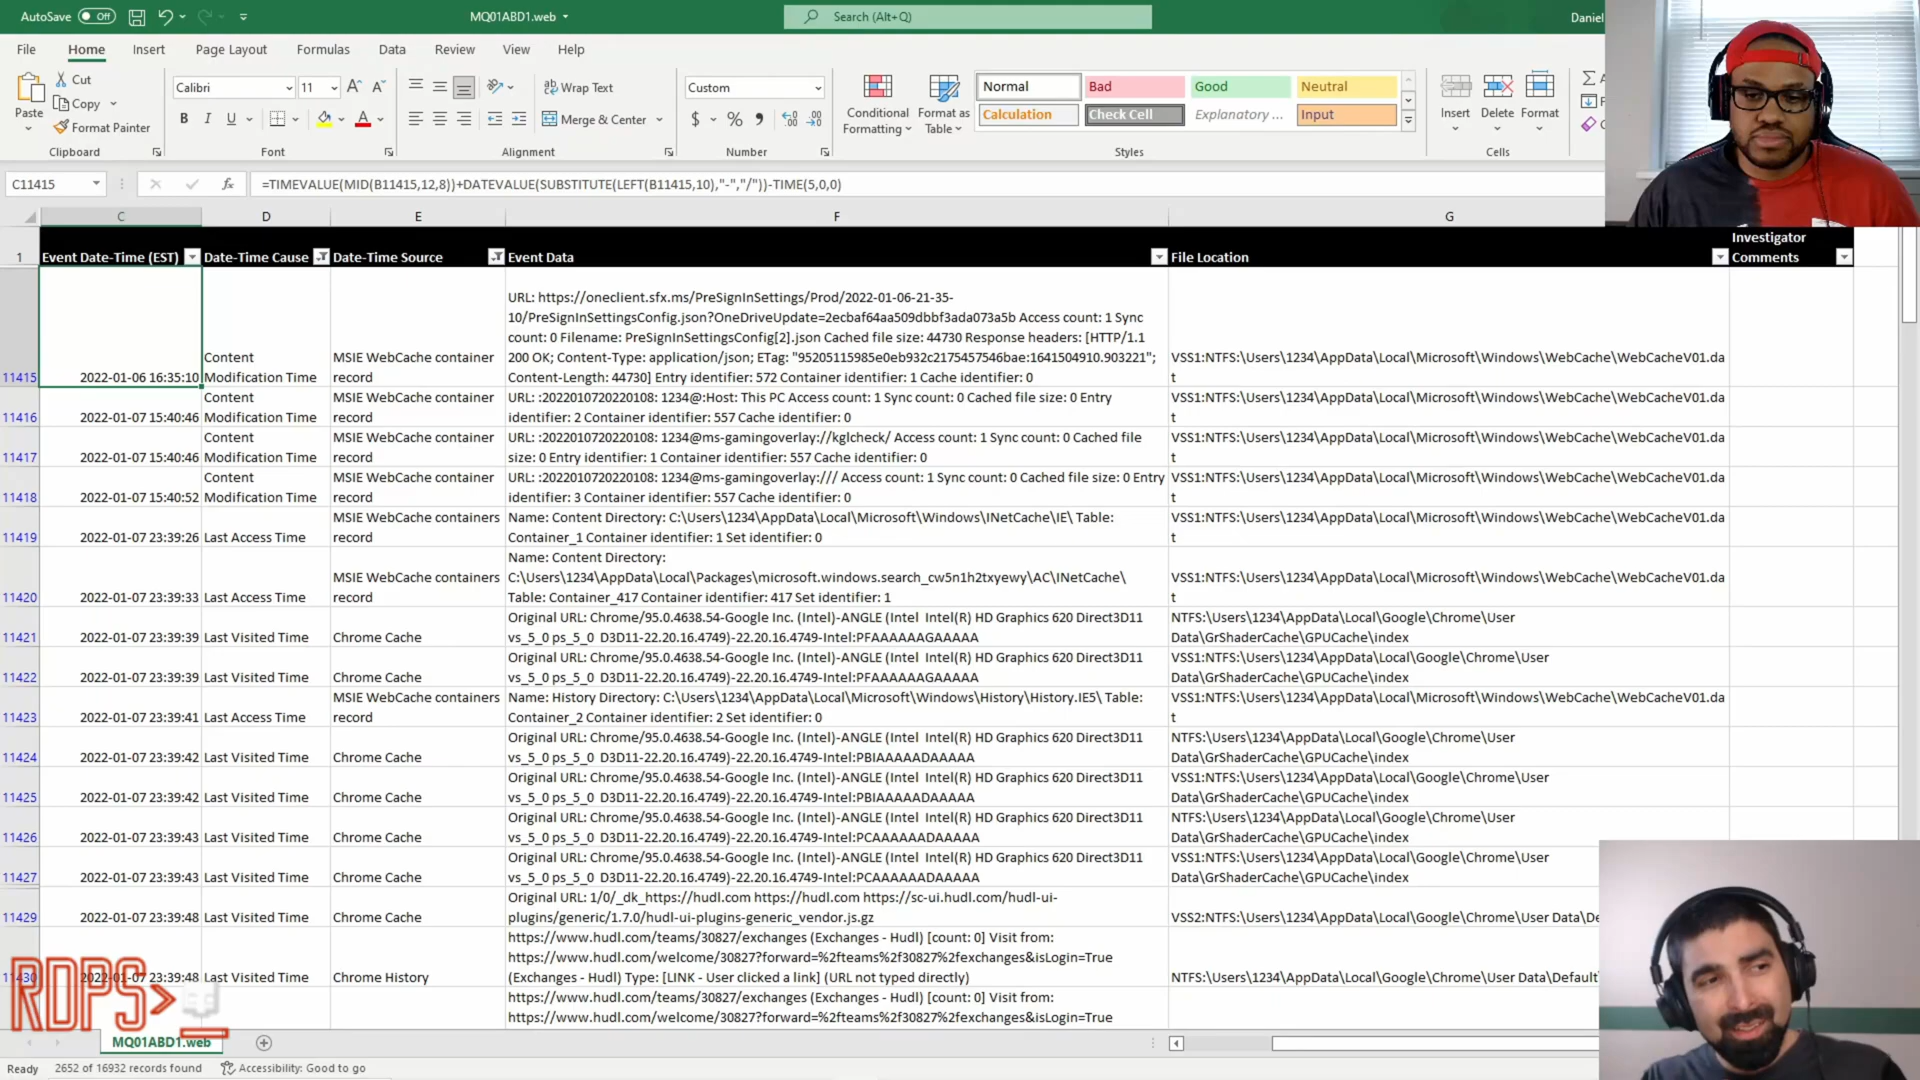 AutoSave Off MQ01ABD1.web Search (Alt+Q) Daniel
File Home Insert Page Layout Formulas Data Review View Help
Paste Cut Copy Format Painter Clipboard
Calibri 11 B I U Font
Wrap Text Merge & Center Alignment
Custom $ % Number
Conditional Formatting Format as Table
Normal Bad Good Neutral
Calculation Check Cell Explanatory ... Input
Styles
Insert Delete Format Cells
C11415 fx =TIMEVALUE(MID(B11415,12,8))+DATEVALUE(SUBSTITUTE(LEFT(B11415,10),"-","/"))-TIME(5,0,0)
C D E F G
1 Event Date-Time (EST) Date-Time Cause Date-Time Source Event Data File Location Investigator Comments
URL: https://oneclient.sfx.ms/PreSignInSettings/Prod/2022-01-06-21-35-
10/PreSignInSettingsConfig.json?OneDriveUpdate=2ecbaf64aa509dbbf3ada073a5b Access count: 1 Sync
count: 0 Filename: PreSignInSettingsConfig[2].json Cached file size: 44730 Response headers: [HTTP/1.1
Content MSIE WebCache container 200 OK; Content-Type: application/json; ETag: "95205115985e0eb932c2175457546bae:1641504910.903221"; VSS1:NTFS:\Users\1234\AppData\Local\Microsoft\Windows\WebCache\WebCacheV01.da
11415 2022-01-06 16:35:10 Modification Time record Content-Length: 44730] Entry identifier: 572 Container identifier: 1 Cache identifier: 0 t
Content MSIE WebCache container URL: :2022010720220108: 1234@:Host: This PC Access count: 1 Sync count: 0 Cached file size: 0 Entry VSS1:NTFS:\Users\1234\AppData\Local\Microsoft\Windows\WebCache\WebCacheV01.da
11416 2022-01-07 15:40:46 Modification Time record identifier: 2 Container identifier: 557 Cache identifier: 0 t
Content MSIE WebCache container URL: :2022010720220108: 1234@ms-gamingoverlay://kglcheck/ Access count: 1 Sync count: 0 Cached file VSS1:NTFS:\Users\1234\AppData\Local\Microsoft\Windows\WebCache\WebCacheV01.da
11417 2022-01-07 15:40:46 Modification Time record size: 0 Entry identifier: 1 Container identifier: 557 Cache identifier: 0 t
Content MSIE WebCache container URL: :2022010720220108: 1234@ms-gamingoverlay:/// Access count: 1 Sync count: 0 Cached file size: 0 Entry VSS1:NTFS:\Users\1234\AppData\Local\Microsoft\Windows\WebCache\WebCacheV01.da
11418 2022-01-07 15:40:52 Modification Time record identifier: 3 Container identifier: 557 Cache identifier: 0 t
MSIE WebCache containers Name: Content Directory: C:\Users\1234\AppData\Local\Microsoft\Windows\INetCache\IE\ Table: VSS1:NTFS:\Users\1234\AppData\Local\Microsoft\Windows\WebCache\WebCacheV01.da
11419 2022-01-07 23:39:26 Last Access Time record Container_1 Container identifier: 1 Set identifier: 0 t
Name: Content Directory:
MSIE WebCache containers C:\Users\1234\AppData\Local\Packages\microsoft.windows.search_cw5n1h2txyewy\AC\INetCache\ VSS1:NTFS:\Users\1234\AppData\Local\Microsoft\Windows\WebCache\WebCacheV01.da
11420 2022-01-07 23:39:33 Last Access Time record Table: Container_417 Container identifier: 417 Set identifier: 1 t
Original URL: Chrome/95.0.4638.54-Google Inc. (Intel)-ANGLE (Intel Intel(R) HD Graphics 620 Direct3D11 NTFS:\Users\1234\AppData\Local\Google\Chrome\User
11421 2022-01-07 23:39:39 Last Visited Time Chrome Cache vs_5_0 ps_5_0 D3D11-22.20.16.4749)-22.20.16.4749-Intel:PFAAAAAAGAAAAA Data\GrShaderCache\GPUCache\index
Original URL: Chrome/95.0.4638.54-Google Inc. (Intel)-ANGLE (Intel Intel(R) HD Graphics 620 Direct3D11 VSS1:NTFS:\Users\1234\AppData\Local\Google\Chrome\User
11422 2022-01-07 23:39:39 Last Visited Time Chrome Cache vs_5_0 ps_5_0 D3D11-22.20.16.4749)-22.20.16.4749-Intel:PFAAAAAAGAAAAA Data\GrShaderCache\GPUCache\index
MSIE WebCache containers Name: History Directory: C:\Users\1234\AppData\Local\Microsoft\Windows\History\History.IE5\ Table: VSS1:NTFS:\Users\1234\AppData\Local\Microsoft\Windows\WebCache\WebCacheV01.da
11423 2022-01-07 23:39:41 Last Access Time record Container_2 Container identifier: 2 Set identifier: 0 t
Original URL: Chrome/95.0.4638.54-Google Inc. (Intel)-ANGLE (Intel Intel(R) HD Graphics 620 Direct3D11 NTFS:\Users\1234\AppData\Local\Google\Chrome\User
11424 2022-01-07 23:39:42 Last Visited Time Chrome Cache vs_5_0 ps_5_0 D3D11-22.20.16.4749)-22.20.16.4749-Intel:PBIAAAAADAAAAA Data\GrShaderCache\GPUCache\index
Original URL: Chrome/95.0.4638.54-Google Inc. (Intel)-ANGLE (Intel Intel(R) HD Graphics 620 Direct3D11 VSS1:NTFS:\Users\1234\AppData\Local\Google\Chrome\User
11425 2022-01-07 23:39:42 Last Visited Time Chrome Cache vs_5_0 ps_5_0 D3D11-22.20.16.4749)-22.20.16.4749-Intel:PBIAAAAADAAAAA Data\GrShaderCache\GPUCache\index
Original URL: Chrome/95.0.4638.54-Google Inc. (Intel)-ANGLE (Intel Intel(R) HD Graphics 620 Direct3D11 NTFS:\Users\1234\AppData\Local\Google\Chrome\User
11426 2022-01-07 23:39:43 Last Visited Time Chrome Cache vs_5_0 ps_5_0 D3D11-22.20.16.4749)-22.20.16.4749-Intel:PCAAAAAADAAAAA Data\GrShaderCache\GPUCache\index
Original URL: Chrome/95.0.4638.54-Google Inc. (Intel)-ANGLE (Intel Intel(R) HD Graphics 620 Direct3D11 VSS1:NTFS:\Users\1234\AppData\Local\Google\Chrome\User
11427 2022-01-07 23:39:43 Last Visited Time Chrome Cache vs_5_0 ps_5_0 D3D11-22.20.16.4749)-22.20.16.4749-Intel:PCAAAAAADAAAAA Data\GrShaderCache\GPUCache\index
Original URL: 1/0/_dk_https://hudl.com https://hudl.com https://sc-ui.hudl.com/hudl-ui-
11429 2022-01-07 23:39:48 Last Visited Time Chrome Cache plugins/generic/1.7.0/hudl-ui-plugins-generic_vendor.js.gz VSS2:NTFS:\Users\1234\AppData\Local\Google\Chrome\User Data\De
https://www.hudl.com/teams/30827/exchanges (Exchanges - Hudl) [count: 0] Visit from:
https://www.hudl.com/welcome/30827?forward=%2fteams%2f30827%2fexchanges&isLogin=True
11430 2022-01-07 23:39:48 Last Visited Time Chrome History (Exchanges - Hudl) Type: [LINK - User clicked a link] (URL not typed directly) NTFS:\Users\1234\AppData\Local\Google\Chrome\User Data\Default
https://www.hudl.com/teams/30827/exchanges (Exchanges - Hudl) [count: 0] Visit from:
https://www.hudl.com/welcome/30827?forward=%2fteams%2f30827%2fexchanges&isLogin=True
RDPS>_
MQ01ABD1.web
Ready 2652 of 16932 records found Accessibility: Good to go